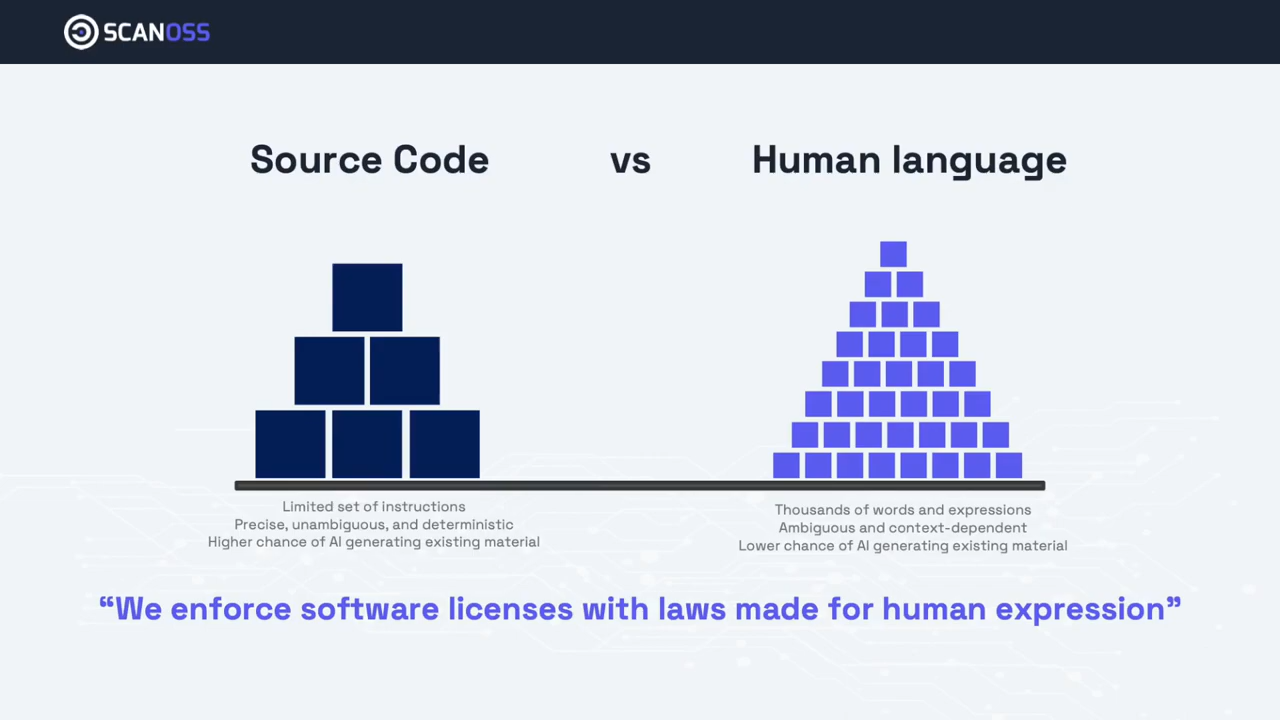 SCANOSS
Source Code vs Human language
Limited set of instructions
Precise, unambiguous, and deterministic
Higher chance of AI generating existing material
Thousands of words and expressions
Ambiguous and context-dependent
Lower chance of AI generating existing material
“We enforce software licenses with laws made for human expression”